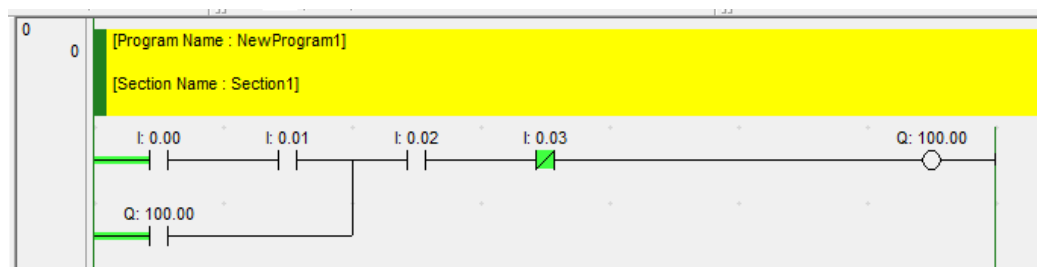 0
0
[Program Name : NewProgram1]
[Section Name : Section1]
I: 0.00 I: 0.01 I: 0.02 I: 0.03 Q: 100.00
Q: 100.00